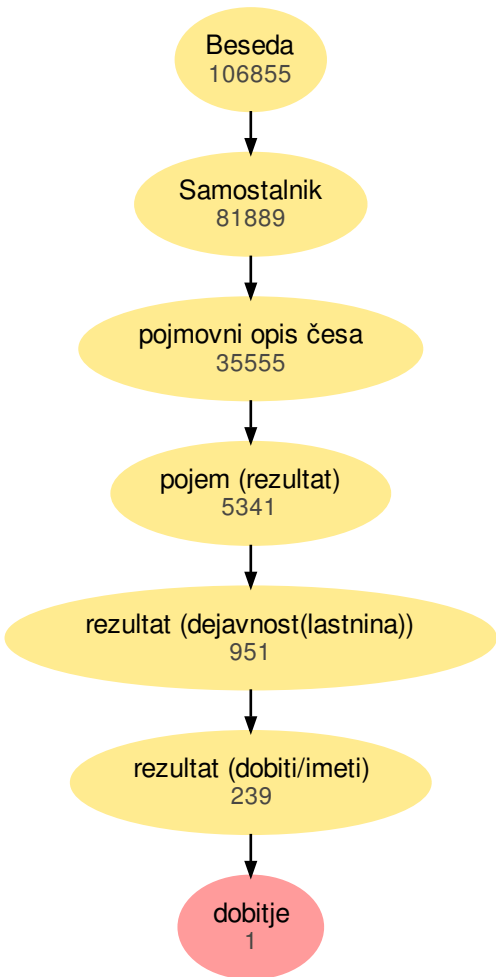 Beseda
106855
Samostalnik
81889
pojmovni opis česa
35555
pojem (rezultat)
5341
rezultat (dejavnost(lastnina))
951
rezultat (dobiti/imeti)
239
dobitje
1